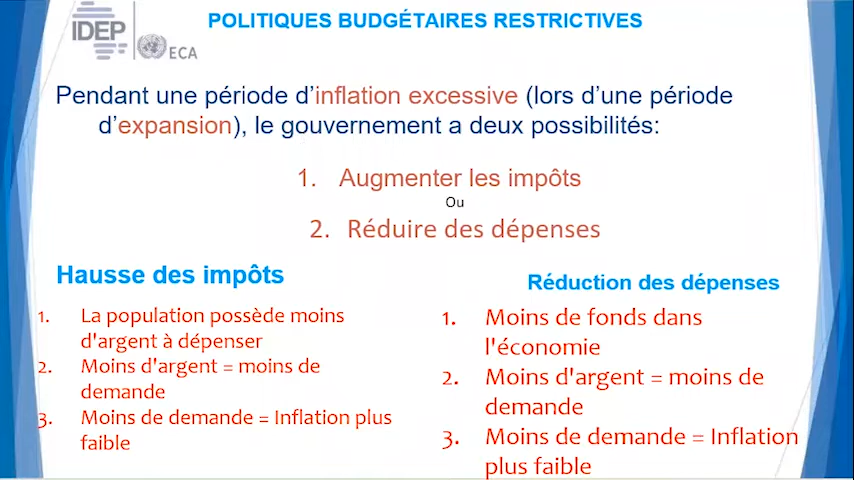 POLITIQUES BUDGÉTAIRES RESTRICTIVES
IDEP
ECA
Pendant une période d’inflation excessive (lors d’une période
d’expansion), le gouvernement a deux possibilités:
1. Augmenter les impôts
Ou
2. Réduire des dépenses
Hausse des impôts
1. La population possède moins
d'argent à dépenser
2. Moins d'argent = moins de
demande
3. Moins de demande = Inflation plus
faible
Réduction des dépenses
1. Moins de fonds dans
l'économie
2. Moins d'argent = moins de
demande
3. Moins de demande = Inflation
plus faible